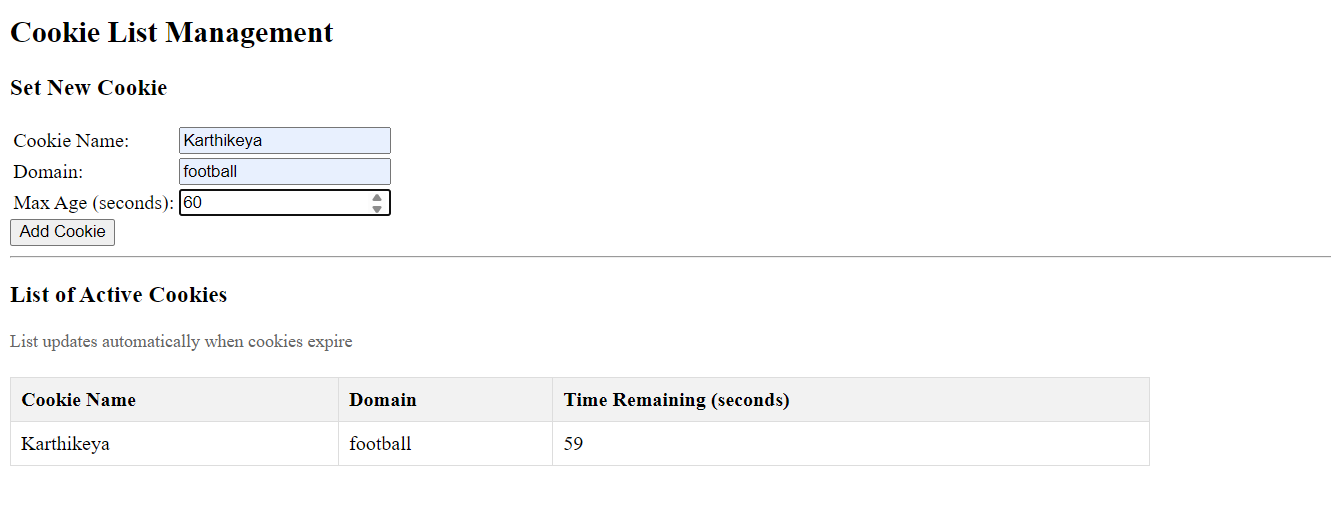 Cookie List Management
Set New Cookie
Cookie Name: Karthikeya
Domain: football
Max Age (seconds): 60
Add Cookie
List of Active Cookies
List updates automatically when cookies expire
Cookie Name Domain Time Remaining (seconds)
Karthikeya football 59